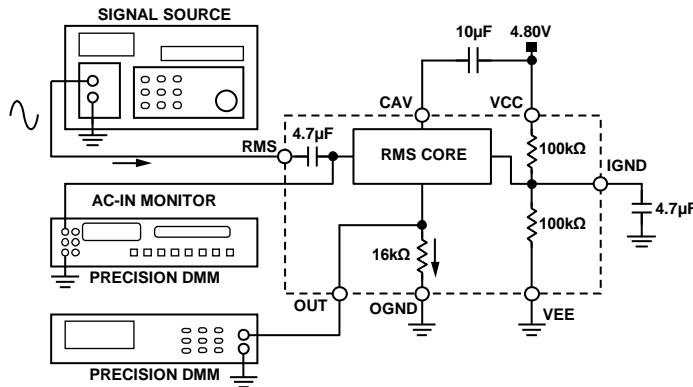 SIGNAL SOURCE
10µF
4.80V
CAV
VCC
4.7µF
RMS
RMS CORE
100kΩ
IGND
AC-IN MONITOR
100kΩ
4.7µF
PRECISION DMM
16kΩ
OUT
OGND
VEE
PRECISION DMM